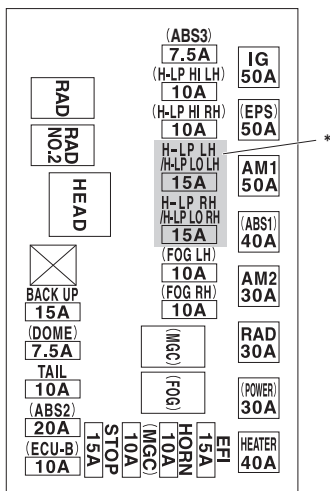 (ABS3)
7.5A
(H-LP HI LH)
10A
(H-LP HI RH)
10A
H-LP LH
/H-LP LO LH
15A
H-LP RH
/H-LP LO RH
15A
(FOG LH)
10A
(FOG RH)
10A
(MGC)
(FOG)
IG
50A
(EPS)
50A
*
AM1
50A
(ABS1)
40A
AM2
30A
RAD
30A
(POWER)
30A
HEATER
40A
RAD
RAD
NO.2
HEAD
BACK UP
15A
(DOME)
7.5A
TAIL
10A
(ABS2)
20A
(ECU-B)
10A
STOP
15A
(MGC)
10A
HORN
10A
EFI
15A